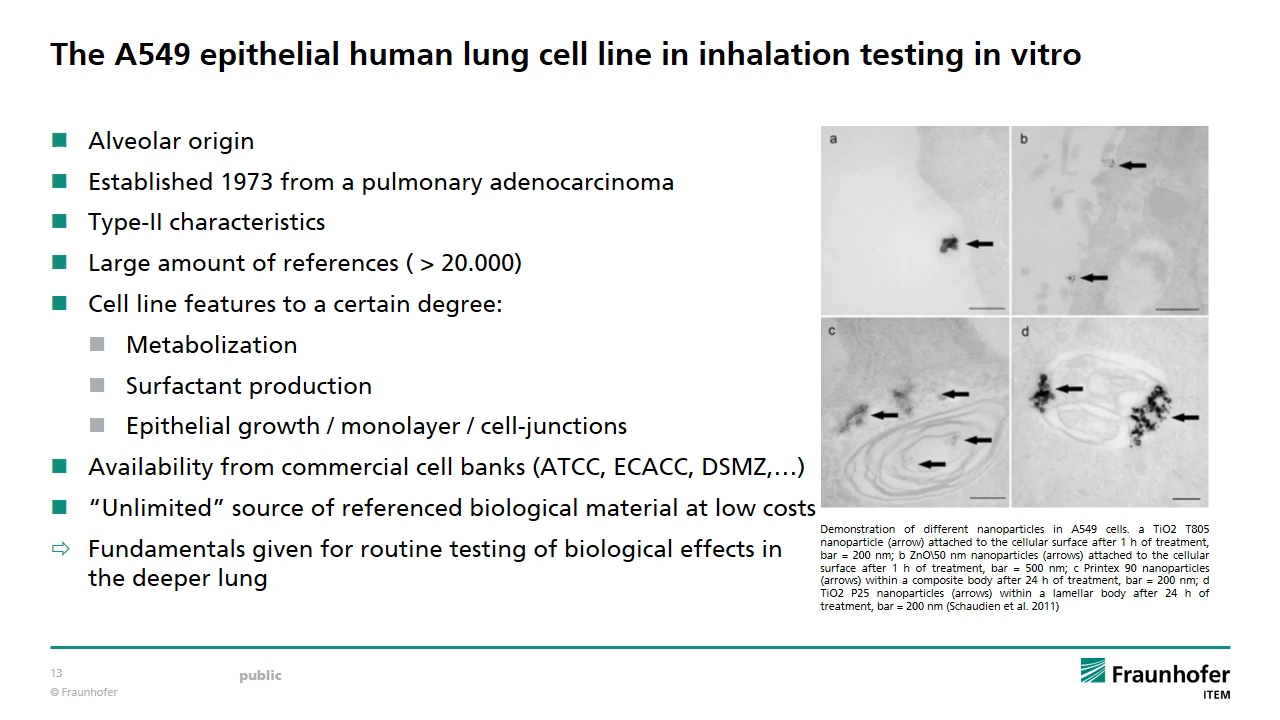 The A549 epithelial human lung cell line in inhalation testing in vitro
Alveolar origin
Established 1973 from a pulmonary adenocarcinoma
Type-II characteristics
Large amount of references ( > 20.000)
Cell line features to a certain degree:
Metabolization
Surfactant production
Epithelial growth / monolayer / cell-junctions
Availability from commercial cell banks (ATCC, ECACC, DSMZ,…)
“Unlimited” source of referenced biological material at low costs
⇨ Fundamentals given for routine testing of biological effects in
the deeper lung
a
b
c
d
Demonstration of different nanoparticles in A549 cells. a TiO2 T805
nanoparticle (arrow) attached to the cellular surface after 1 h of treatment,
bar = 200 nm; b ZnO\50 nm nanoparticles (arrows) attached to the cellular
surface after 1 h of treatment, bar = 500 nm; c Printex 90 nanoparticles
(arrows) within a composite body after 24 h of treatment, bar = 200 nm; d
TiO2 P25 nanoparticles (arrows) within a lamellar body after 24 h of
treatment, bar = 200 nm (Schaudien et al. 2011)
13
public
© Fraunhofer
Fraunhofer
ITEM